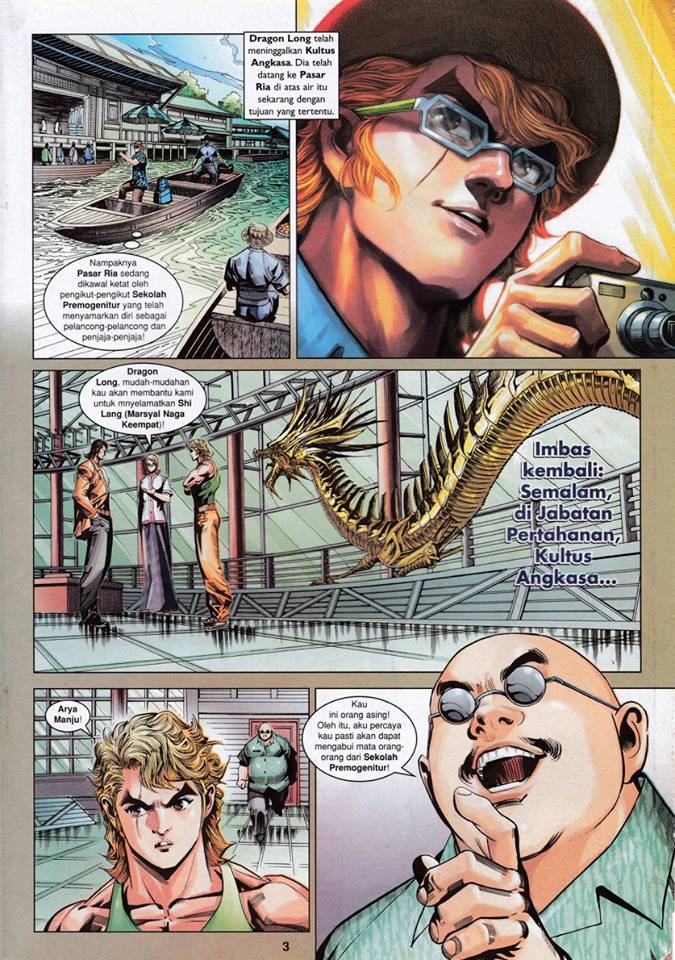 Dragon Long telah
meninggalkan Kultus
Angkasa. Dia telah
datang ke Pasar
Ria di atas air itu
sekarang dengan
tujuan yang tertentu.
Nampaknya
Pasar Ria sedang
dikawal ketat oleh
pengikut-pengikut Sekolah
Premogenitur yang telah
menyamarkan diri sebagai
pelancong-pelancong dan
penjaja-penjaja!
Dragon
Long, mudah-mudahan
kau akan membantu kami
untuk mnyelamatkan Shi
Lang (Marsyal Naga
Keempat)!
Imbas
kembali:
Semalam,
di Jabatan
Pertahanan,
Kultus
Angkasa...
Arya
Manju!
Kau
ini orang asing!
Oleh itu, aku percaya
kau pasti akan dapat
mengabui mata orang-
orang dari Sekolah
Premogenitur!
3